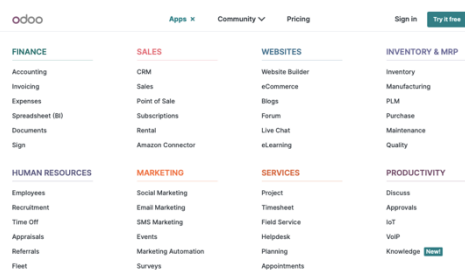 odoo
Apps ×
Community
Pricing
Sign in
Try it free
FINANCE
Accounting
Invoicing
Expenses
Spreadsheet (BI)
Documents
Sign
SALES
CRM
Sales
Point of Sale
Subscriptions
Rental
Amazon Connector
WEBSITES
Website Builder
eCommerce
Blogs
Forum
Live Chat
eLearning
INVENTORY & MRP
Inventory
Manufacturing
PLM
Purchase
Maintenance
Quality
HUMAN RESOURCES
Employees
Recruitment
Time Off
Appraisals
Referrals
Fleet
MARKETING
Social Marketing
Email Marketing
SMS Marketing
Events
Marketing Automation
Surveys
SERVICES
Project
Timesheet
Field Service
Helpdesk
Planning
Appointments
PRODUCTIVITY
Discuss
Approvals
IoT
VoIP
Knowledge New!